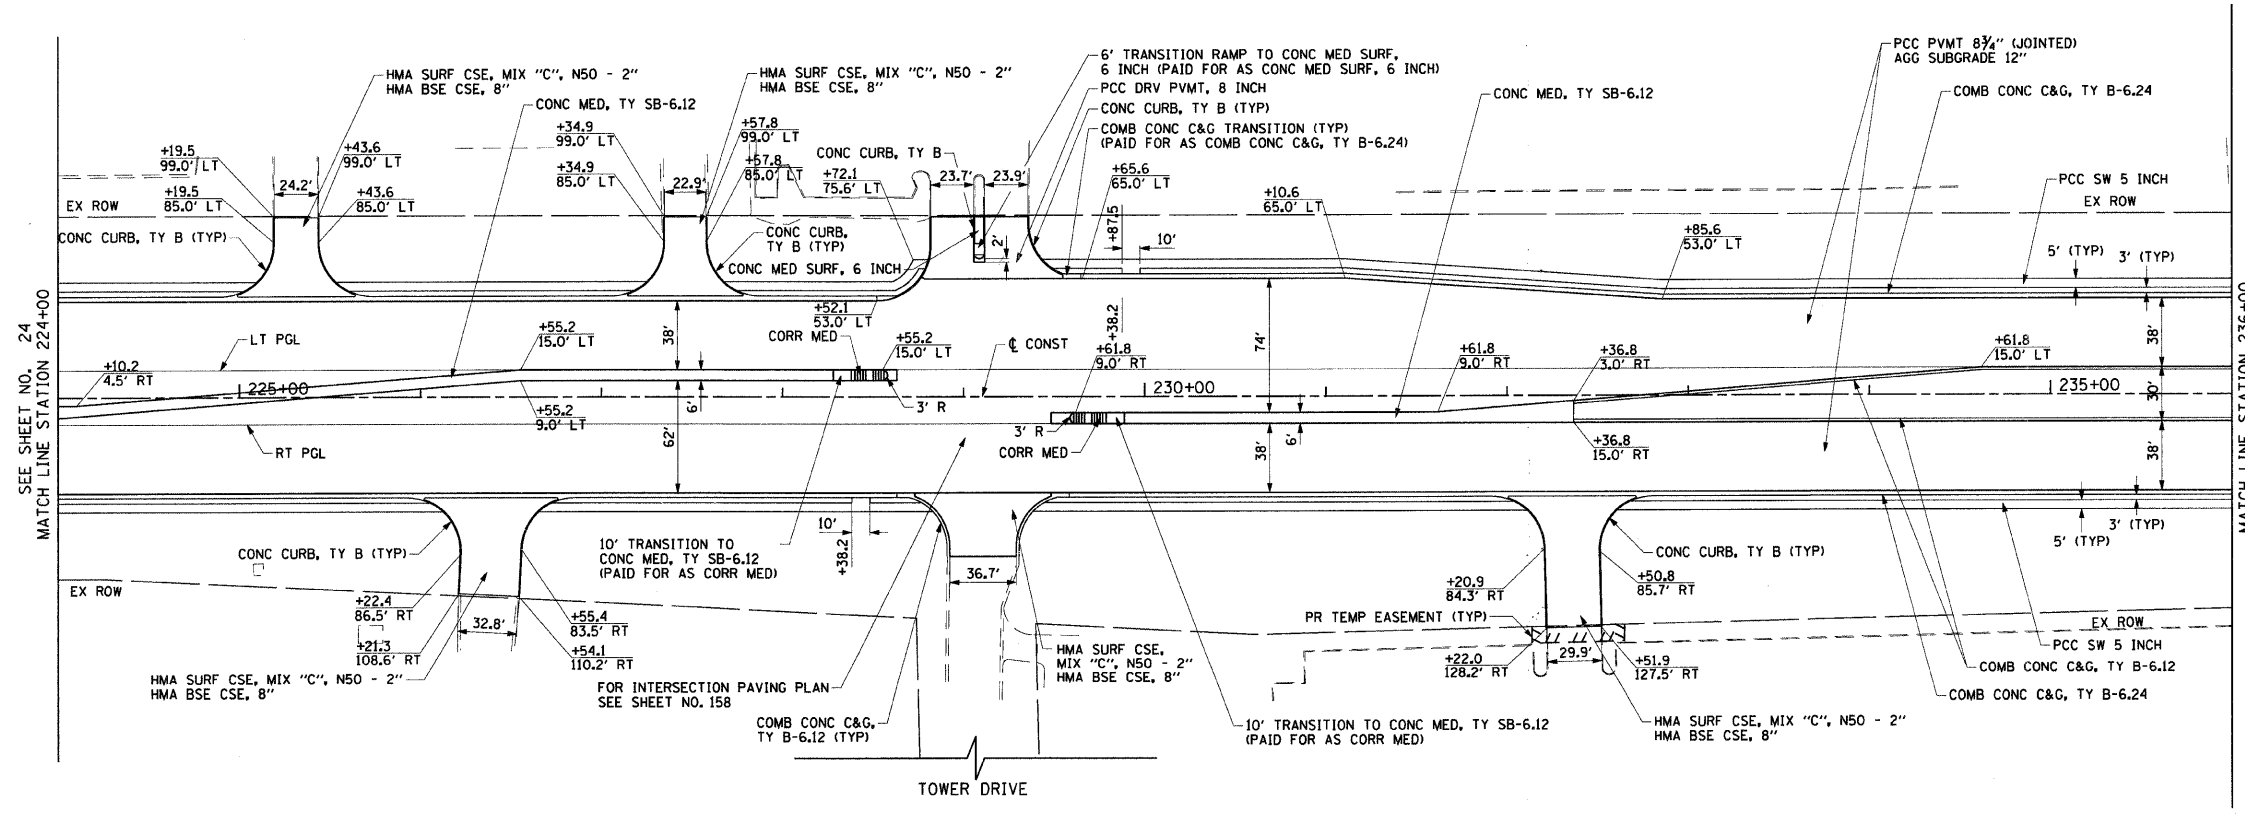 6' TRANSITION RAMP TO CONC MED SURF,
6 INCH (PAID FOR AS CONC MED SURF, 6 INCH)
PCC DRV PVMT, 8 INCH
CONC CURB, TY B (TYP)
COMB CONC C&G TRANSITION (TYP)
(PAID FOR AS COMB CONC C&G, TY B-6.24)
PCC PVMT 8¾" (JOINTED)
AGG SUBGRADE 12"
HMA SURF CSE, MIX "C", N50 - 2"
HMA BSE CSE, 8"
HMA SURF CSE, MIX "C", N50 - 2"
HMA BSE CSE, 8"
CONC MED, TY SB-6.12
CONC MED, TY SB-6.12
COMB CONC C&G, TY B-6.24
+19.5
99.0' LT
+43.6
99.0' LT
+34.9
99.0' LT
+57.8
99.0' LT
CONC CURB, TY B
+19.5
85.0' LT
24.2'
+43.6
85.0' LT
+34.9
85.0' LT
22.9'
+57.8
85.0' LT
+72.1
75.6' LT
23.7'
23.9'
+65.6
65.0' LT
+10.6
65.0' LT
PCC SW 5 INCH
EX ROW
EX ROW
CONC CURB, TY B (TYP)
CONC CURB,
TY B (TYP)
CONC MED SURF, 6 INCH
2'
+87.5
10'
+85.6
53.0' LT
5' (TYP)
3' (TYP)
SEE SHEET NO. 24
MATCH LINE STATION 224+00
MATCH LINE STATION 236+00
LT PGL
+52.1
53.0' LT
38'
+55.2
15.0' LT
CORR MED
+55.2
15.0' LT
℄ CONST
+38.2
+61.8
9.0' RT
74'
+61.8
9.0' RT
+36.8
3.0' RT
+61.8
15.0' LT
38'
+10.2
4.5' RT
225+00
230+00
235+00
6'
3' R
30'
+55.2
9.0' LT
62'
RT PGL
3' R
CORR MED
38'
6'
+36.8
15.0' RT
38'
10'
+38.2
10' TRANSITION TO
CONC MED, TY SB-6.12
(PAID FOR AS CORR MED)
CONC CURB, TY B (TYP)
CONC CURB, TY B (TYP)
3' (TYP)
5' (TYP)
EX ROW
36.7'
+22.4
86.5' RT
+55.4
83.5' RT
32.8'
+21.3
108.6' RT
+54.1
110.2' RT
+20.9
84.3' RT
+50.8
85.7' RT
PR TEMP EASEMENT (TYP)
29.9'
+22.0
128.2' RT
+51.9
127.5' RT
EX ROW
PCC SW 5 INCH
COMB CONC C&G, TY B-6.12
COMB CONC C&G, TY B-6.24
HMA SURF CSE, MIX "C", N50 - 2"
HMA BSE CSE, 8"
FOR INTERSECTION PAVING PLAN
SEE SHEET NO. 158
HMA SURF CSE,
MIX "C", N50 - 2"
HMA BSE CSE, 8"
COMB CONC C&G,
TY B-6.12 (TYP)
10' TRANSITION TO CONC MED, TY SB-6.12
(PAID FOR AS CORR MED)
HMA SURF CSE, MIX "C", N50 - 2"
HMA BSE CSE, 8"
TOWER DRIVE